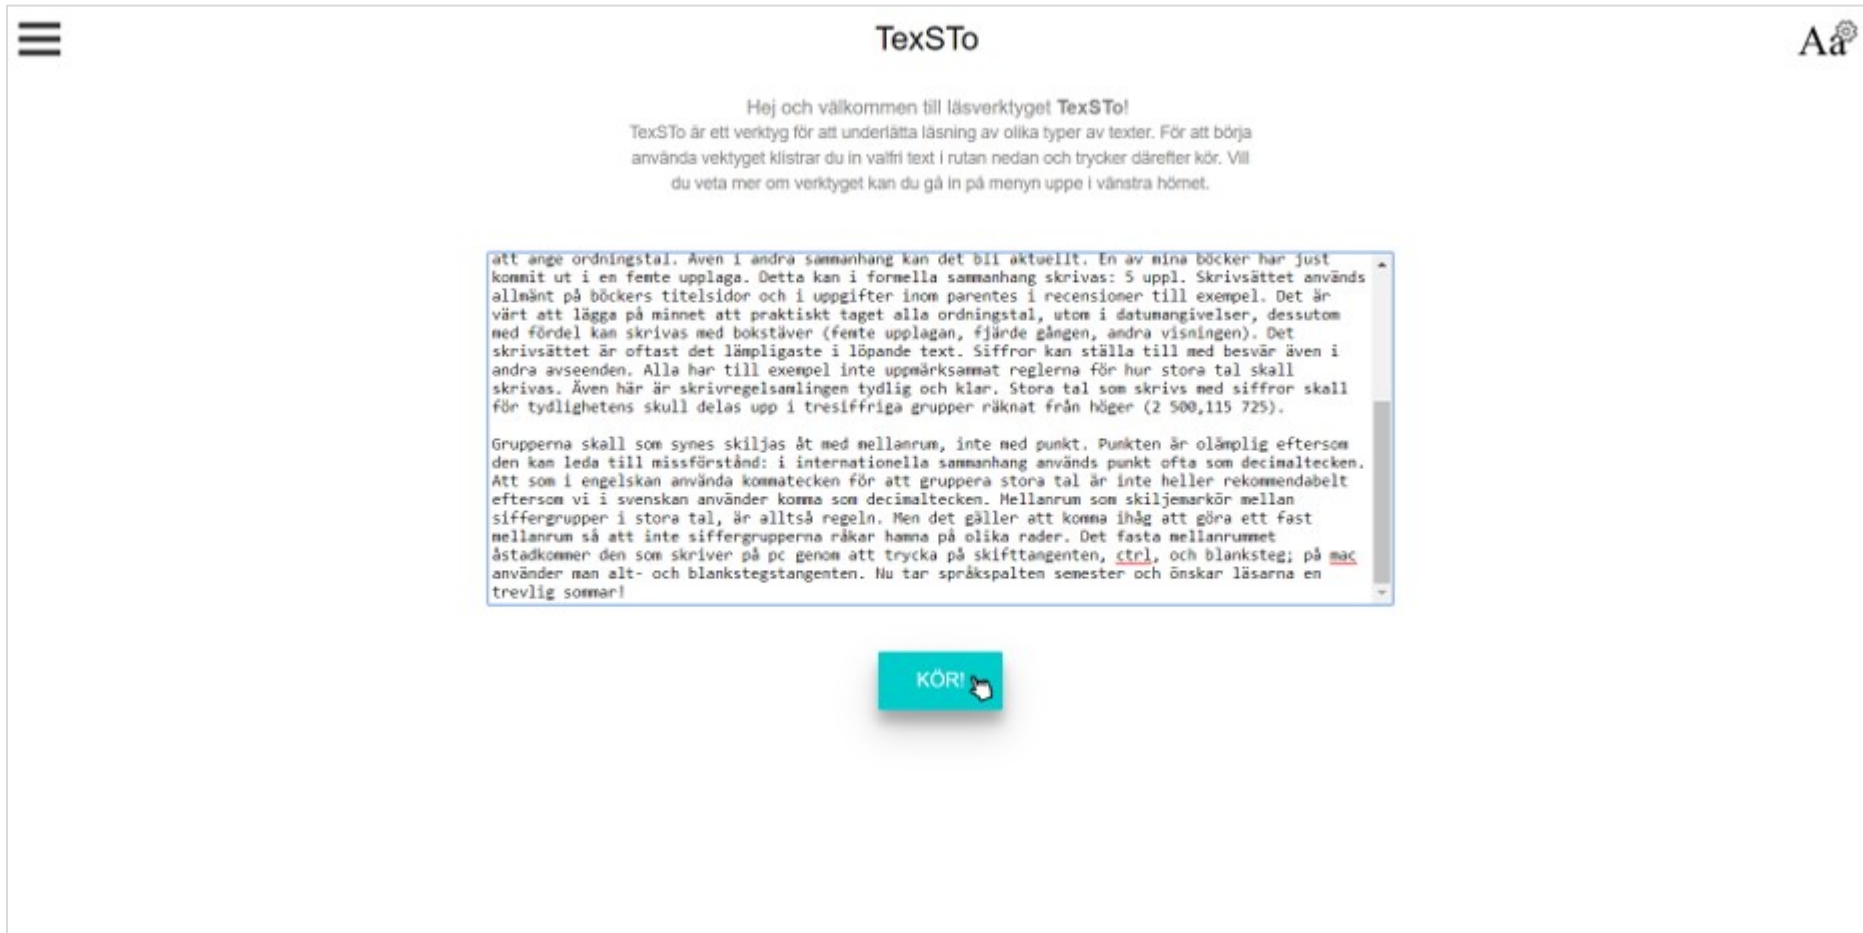 TexSTo
Aa
Hej och välkommen till läsverktyget TexSTo!
TexSTo är ett verktyg för att underlätta läsning av olika typer av texter. För att börja
använda vektyget klistrar du in valfri text i rutan nedan och trycker därefter kör. Vill
du veta mer om verktyget kan du gå in på menyn uppe i vänstra hörnet.
att ange ordningstal. Även i andra sammanhang kan det bli aktuellt. En av mina böcker har just
kommit ut i en femte upplaga. Detta kan i formella sammanhang skrivas: 5 uppl. Skrivsättet används
allmänt på böckers titelsidor och i uppgifter inom parentes i recensioner till exempel. Det är
värt att lägga på minnet att praktiskt taget alla ordningstal, utom i datumangivelser, dessutom
med fördel kan skrivas med bokstäver (femte upplagan, fjärde gången, andra visningen). Det
skrivsättet är oftast det lämpligaste i löpande text. Siffror kan ställa till med besvär även i
andra avseenden. Alla har till exempel inte uppmärksammat reglerna för hur stora tal skall
skrivas. Även här är skrivregelsamlingen tydlig och klar. Stora tal som skrivs med siffror skall
för tydlighetens skull delas upp i tresiffriga grupper räknat från höger (2 500,115 725).
Grupperna skall som synes skiljas åt med mellanrum, inte med punkt. Punkten är olämplig eftersom
den kan leda till missförstånd: i internationella sammanhang används punkt ofta som decimaltecken.
Att som i engelskan använda kommatecken för att gruppera stora tal är inte heller rekommendabelt
eftersom vi i svenskan använder komma som decimaltecken. Mellanrum som skiljemarkör mellan
siffergrupper i stora tal, är alltså regeln. Men det gäller att komma ihåg att göra ett fast
mellanrum så att inte siffergrupperna råkar hamna på olika rader. Det fasta mellanrummet
åstadkommer den som skriver på pc genom att trycka på skifttangenten, ctrl, och blanksteg; på mac
använder man alt- och blankstegstangenten. Nu tar språkspalten semester och önskar läsarna en
trevlig sommar!
KÖR!